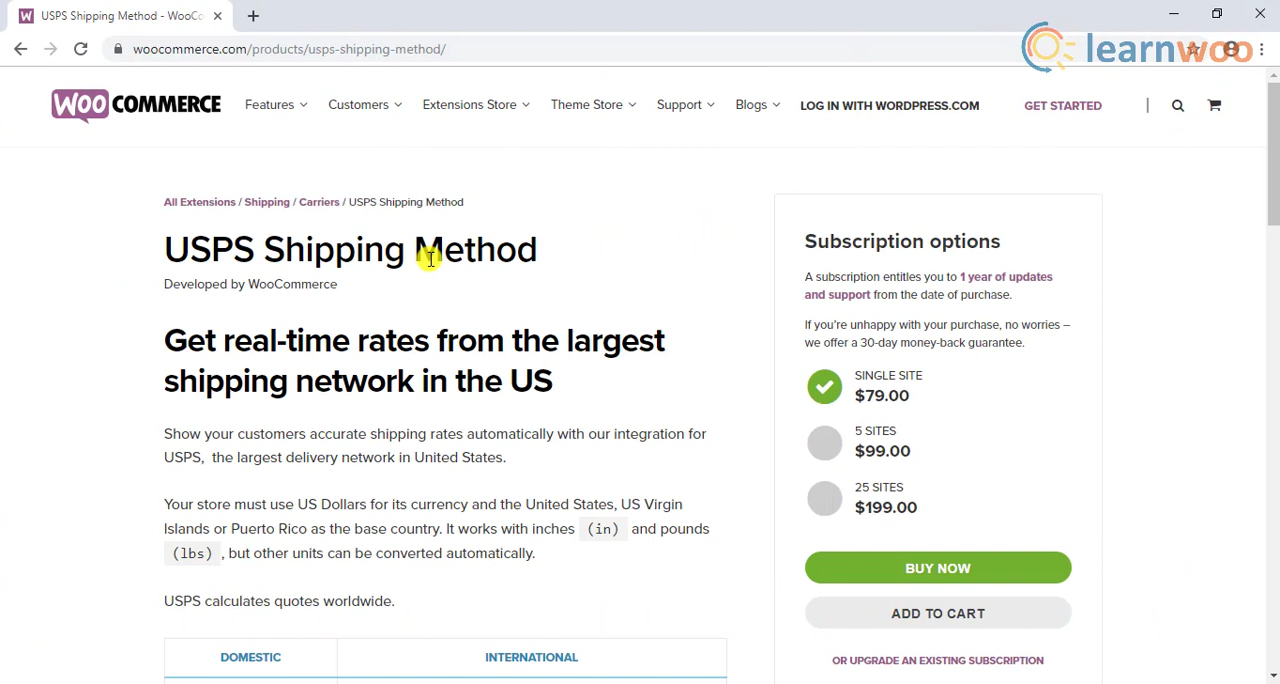 USPS Shipping Method - WooCo
woocommerce.com/products/usps-shipping-method/
learnwoo
WOOCOMMERCE Features Customers Extensions Store Theme Store Support Blogs LOG IN WITH WORDPRESS.COM GET STARTED
All Extensions / Shipping / Carriers / USPS Shipping Method
USPS Shipping Method
Developed by WooCommerce
Get real-time rates from the largest
shipping network in the US
Show your customers accurate shipping rates automatically with our integration for
USPS, the largest delivery network in United States.
Your store must use US Dollars for its currency and the United States, US Virgin
Islands or Puerto Rico as the base country. It works with inches (in) and pounds
(lbs) , but other units can be converted automatically.
USPS calculates quotes worldwide.
DOMESTIC INTERNATIONAL
Subscription options
A subscription entitles you to 1 year of updates
and support from the date of purchase.
If you're unhappy with your purchase, no worries –
we offer a 30-day money-back guarantee.
SINGLE SITE
$79.00
5 SITES
$99.00
25 SITES
$199.00
BUY NOW
ADD TO CART
OR UPGRADE AN EXISTING SUBSCRIPTION